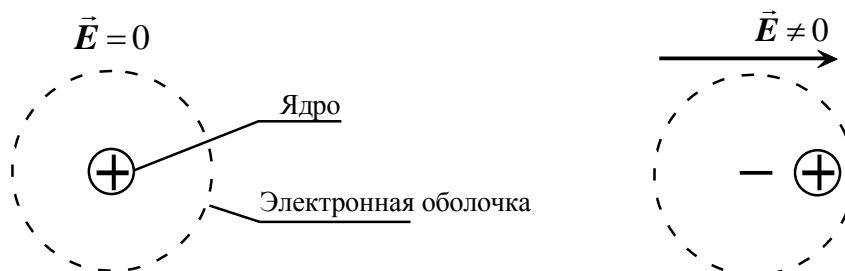 E⃗ = 0
E⃗ ≠ 0
Ядро
Электронная оболочка
+
− +